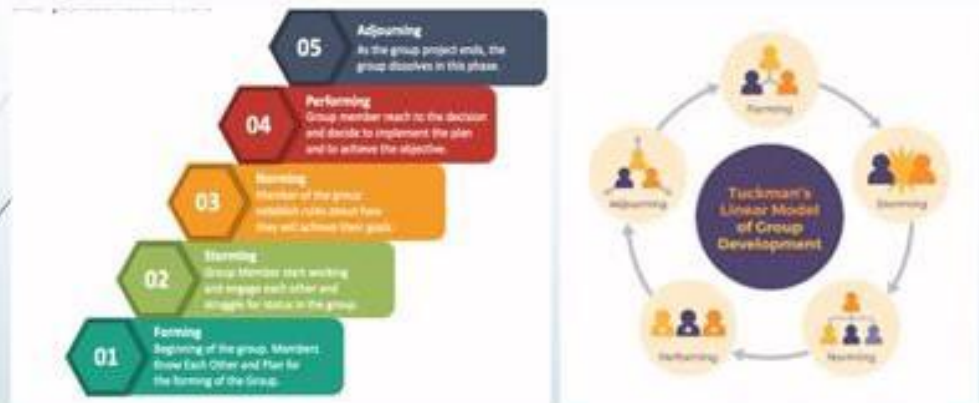 05
Adjourning
As the group project ends, the
group dissolves in this phase
04
Performing
Group member reach to the decision
and decide to implement the plan
and to achieve the objective.
03
Norming
Member of the group
establish rules about how
they will achieve their goals
02
Storming
Group Member start working
and engage each other and
struggle for status in the group.
01
Forming
Beginning of the group. Members
Know Each Other and Plan for
the forming of the Group.
Tuckman's
Linear Model
of Group
Development
Forming
Storming
Norming
Performing
Adjourning